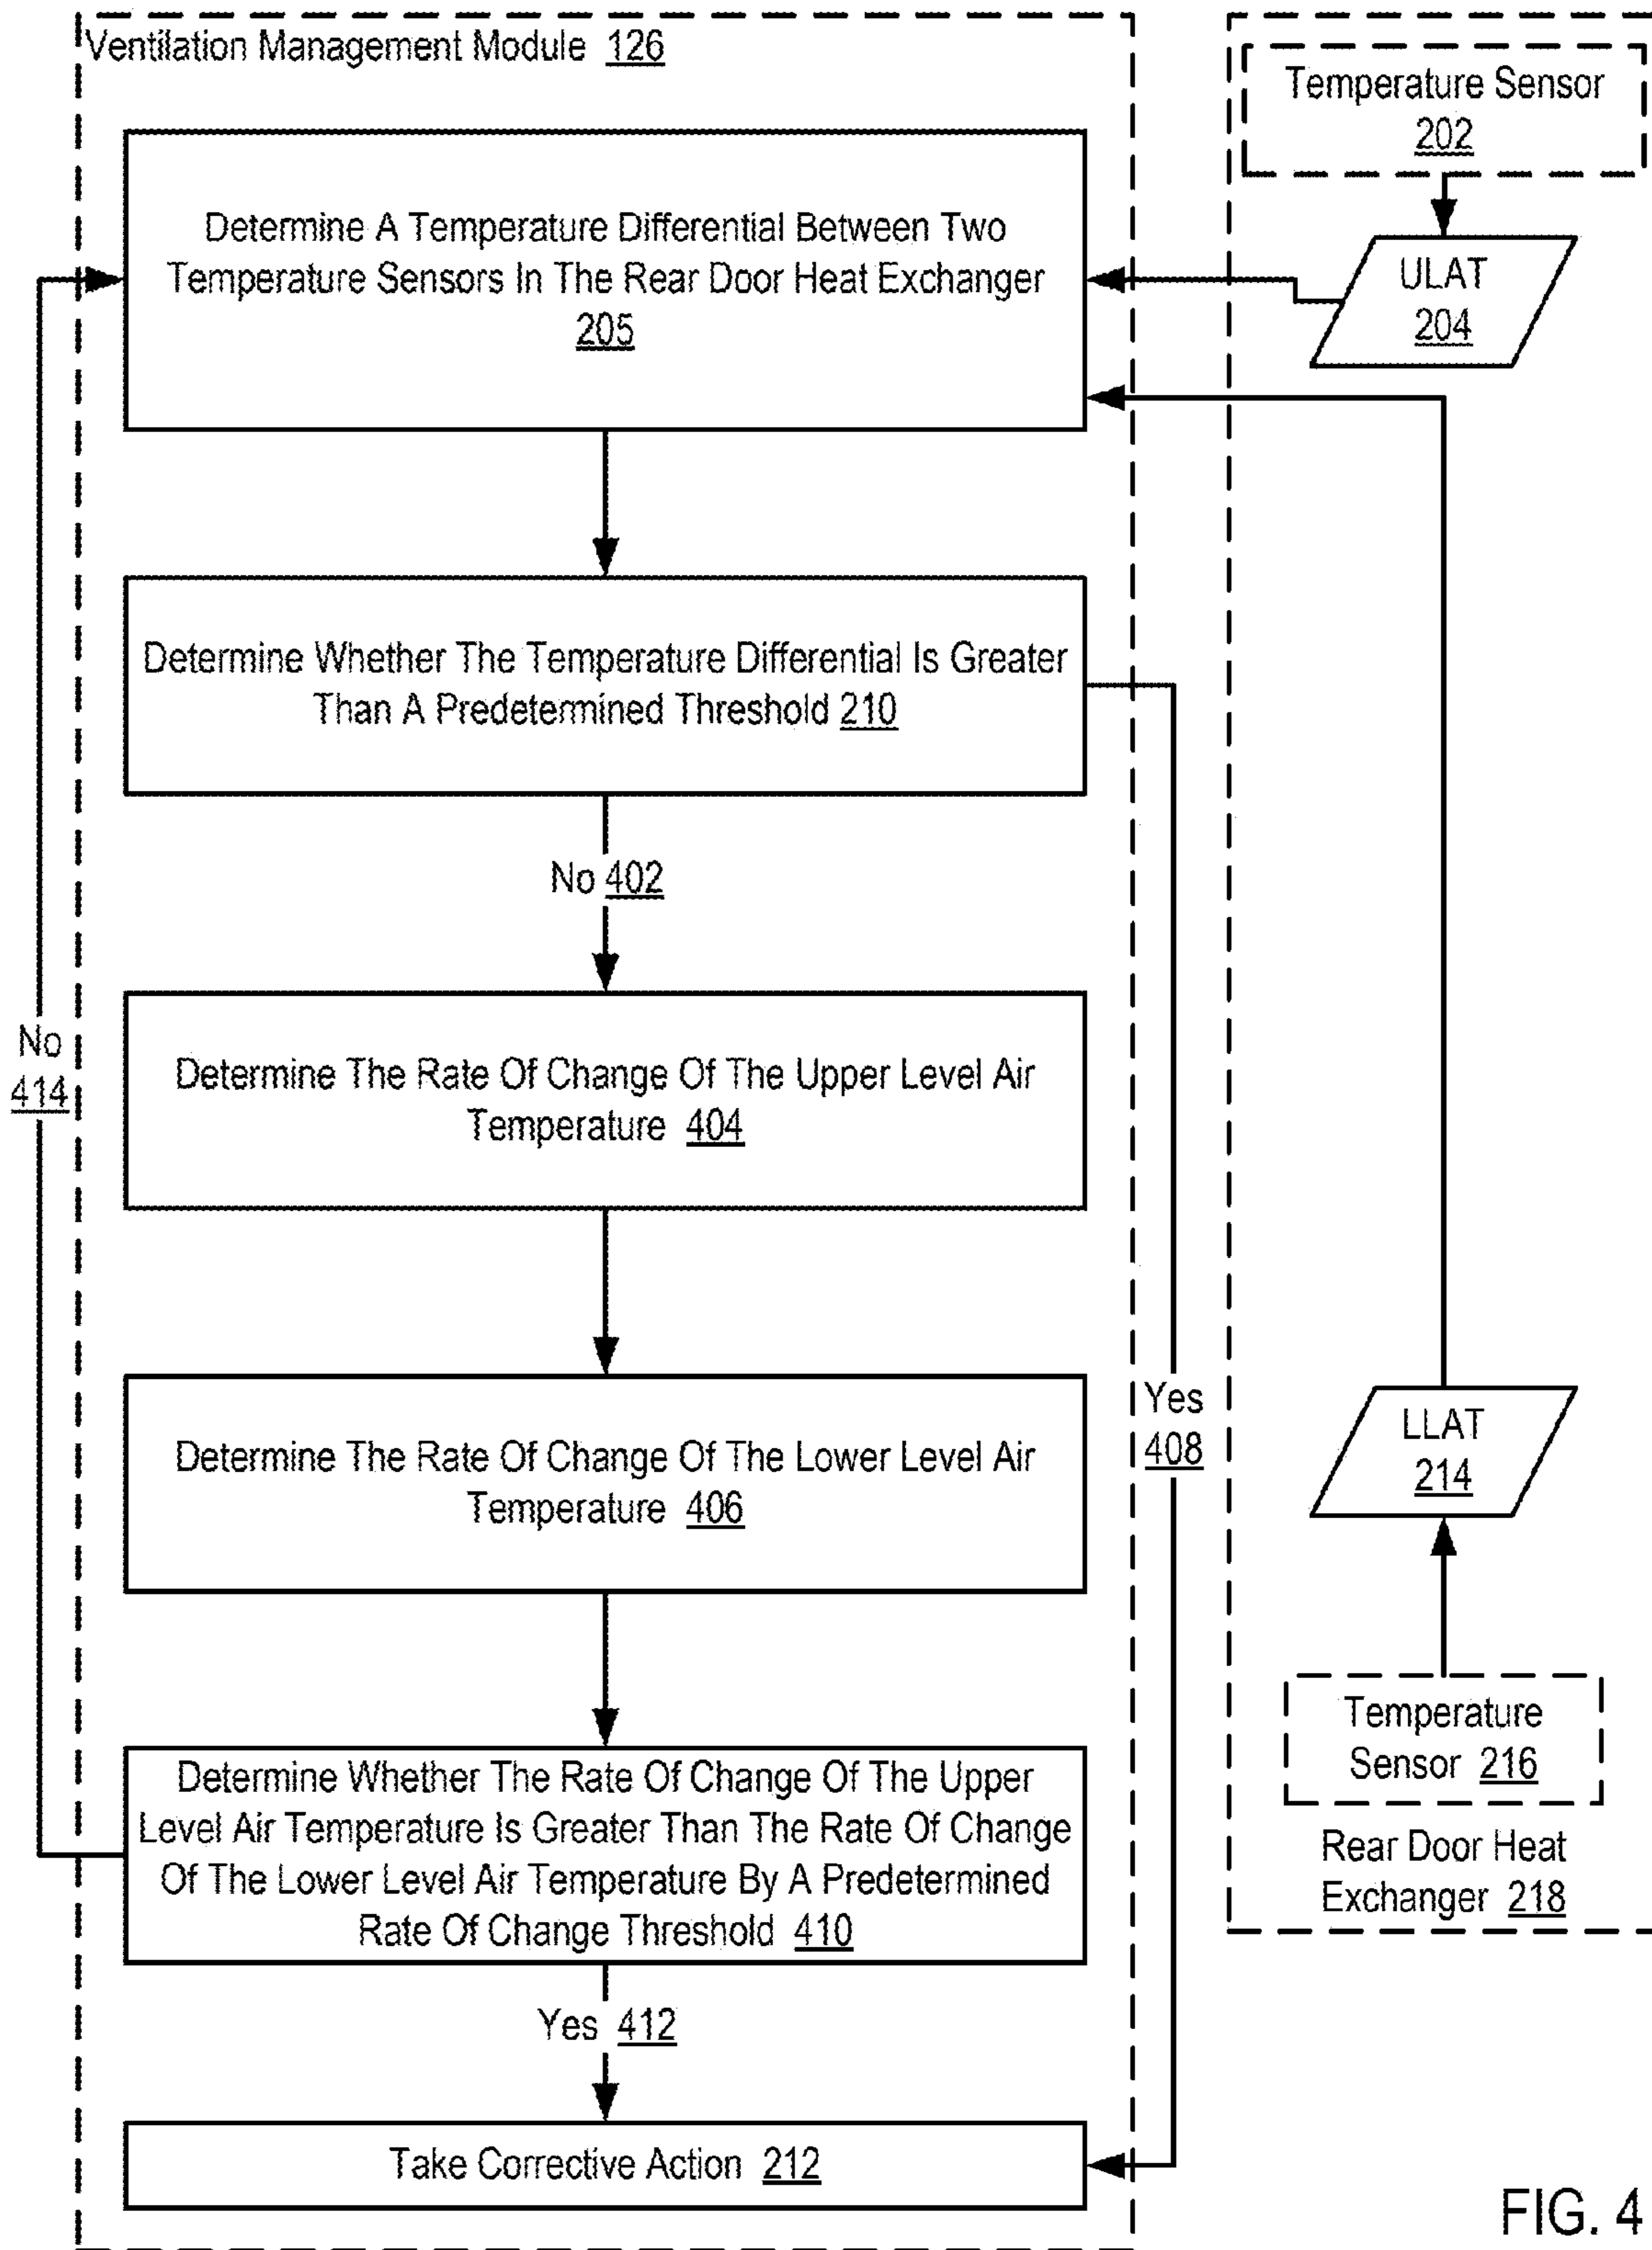 Ventilation Management Module 126
Temperature Sensor
202
Determine A Temperature Differential Between Two
Temperature Sensors In The Rear Door Heat Exchanger
205
ULAT
204
Determine Whether The Temperature Differential Is Greater
Than A Predetermined Threshold 210
No 402
Determine The Rate Of Change Of The Upper Level Air
Temperature 404
No
414
Determine The Rate Of Change Of The Lower Level Air
Temperature 406
Yes
408
LLAT
214
Temperature
Sensor 216
Rear Door Heat
Exchanger 218
Determine Whether The Rate Of Change Of The Upper
Level Air Temperature Is Greater Than The Rate Of Change
Of The Lower Level Air Temperature By A Predetermined
Rate Of Change Threshold 410
Yes 412
Take Corrective Action 212
FIG. 4